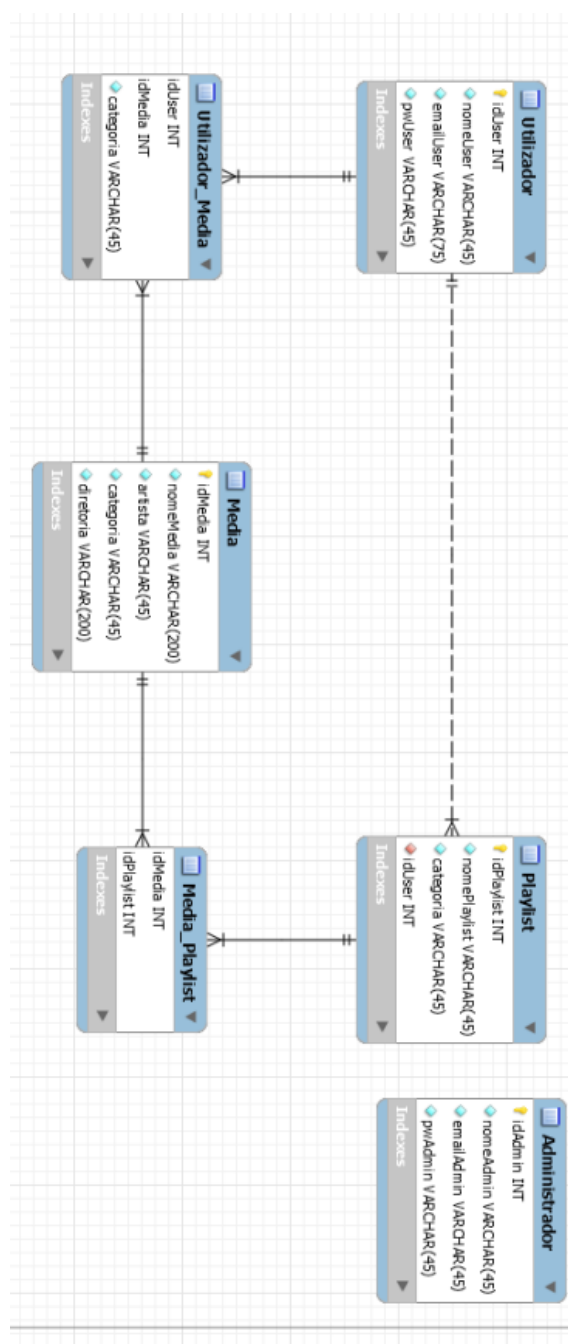 Utilizador
idUser INT
nomeUser VARCHAR(45)
emailUser VARCHAR(75)
pwUser VARCHAR(45)
Indexes
Playlist
idPlaylist INT
nomePlaylist VARCHAR(45)
categoria VARCHAR(45)
idUser INT
Indexes
Administrador
idAdmin INT
nomeAdmin VARCHAR(45)
emailAdmin VARCHAR(45)
pwAdmin VARCHAR(45)
Indexes
Utilizador_Media
idUser INT
idMedia INT
categoria VARCHAR(45)
Indexes
Media
idMedia INT
nomeMedia VARCHAR(200)
artista VARCHAR(45)
categoria VARCHAR(45)
diretoria VARCHAR(200)
Indexes
Media_Playlist
idMedia INT
idPlaylist INT
Indexes